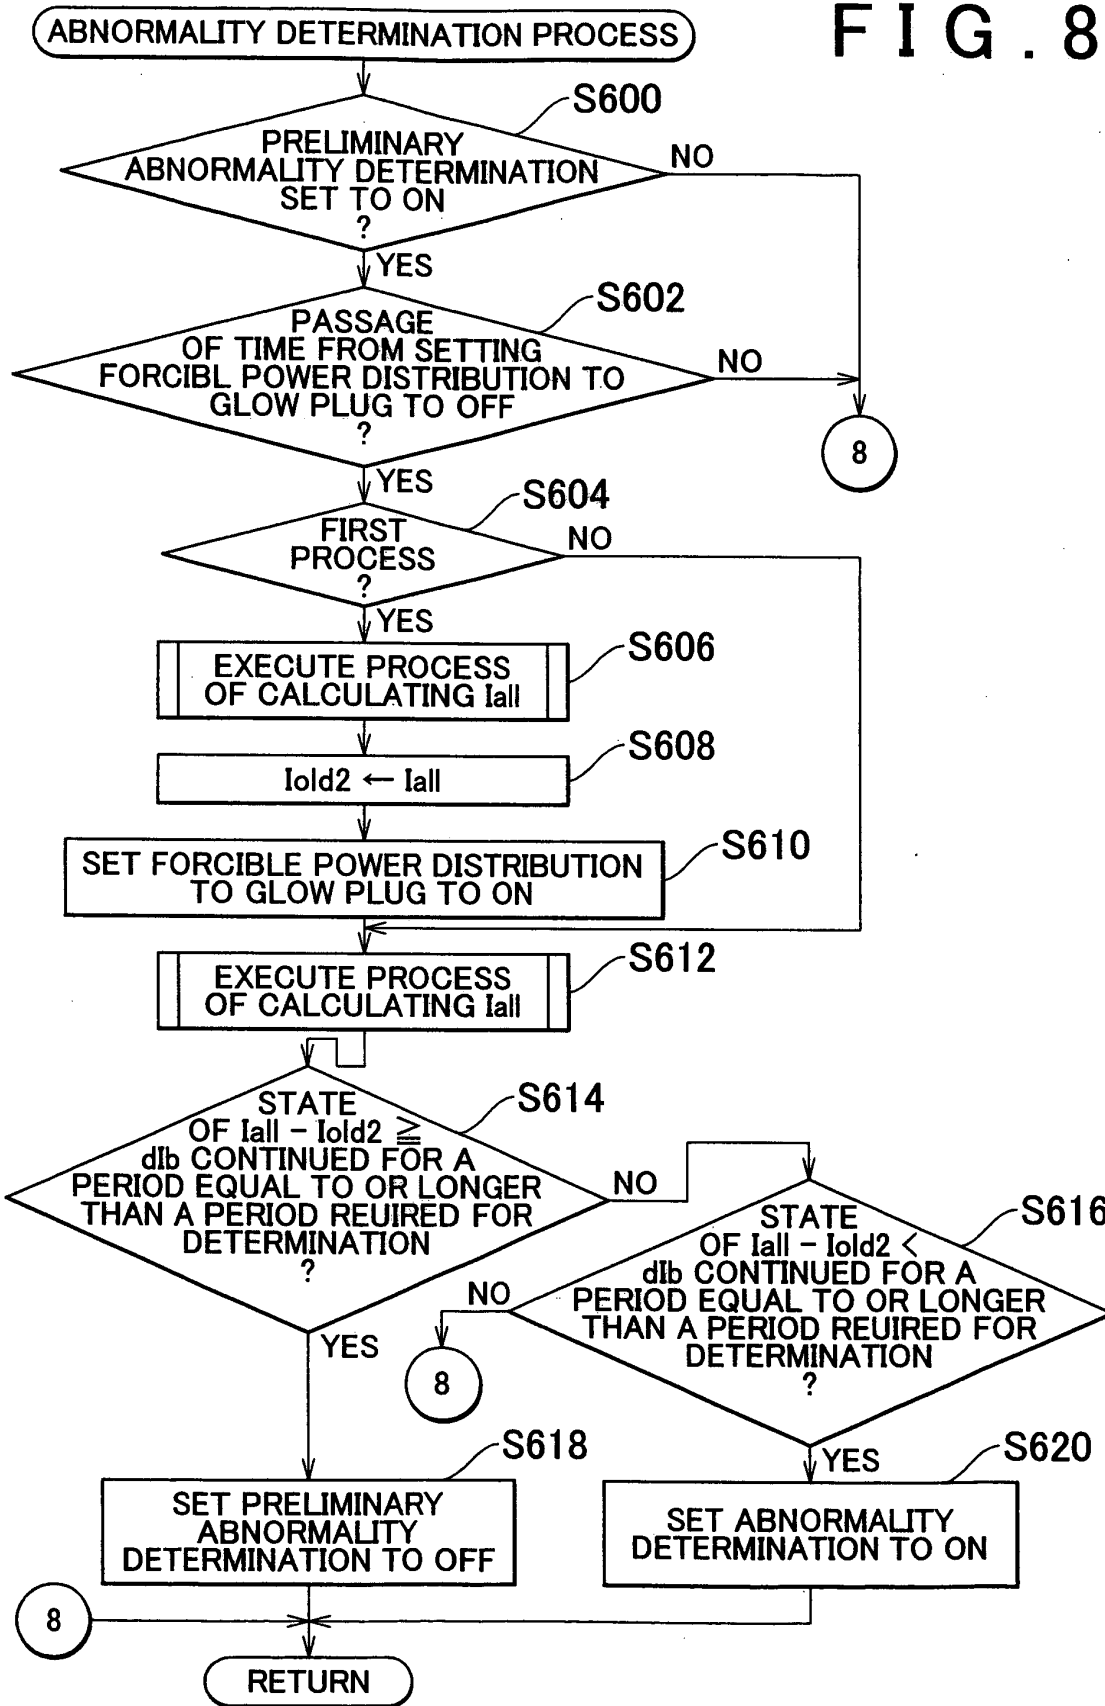 FIG.8
ABNORMALITY DETERMINATION PROCESS
S600
PRELIMINARY
ABNORMALITY DETERMINATION
SET TO ON
?
NO
YES
S602
PASSAGE
OF TIME FROM SETTING
FORCIBL POWER DISTRIBUTION TO
GLOW PLUG TO OFF
?
NO
8
YES
S604
FIRST
PROCESS
?
NO
YES
S606
EXECUTE PROCESS
OF CALCULATING Iall
S608
Iold2 ← Iall
S610
SET FORCIBLE POWER DISTRIBUTION
TO GLOW PLUG TO ON
S612
EXECUTE PROCESS
OF CALCULATING Iall
S614
STATE
OF Iall – Iold2 ≧
dIb CONTINUED FOR A
PERIOD EQUAL TO OR LONGER
THAN A PERIOD REUIRED FOR
DETERMINATION
?
NO
YES
S616
STATE
OF Iall – Iold2 <
dIb CONTINUED FOR A
PERIOD EQUAL TO OR LONGER
THAN A PERIOD REUIRED FOR
DETERMINATION
?
NO
8
YES
S618
SET PRELIMINARY
ABNORMALITY
DETERMINATION TO OFF
S620
SET ABNORMALITY
DETERMINATION TO ON
8
RETURN